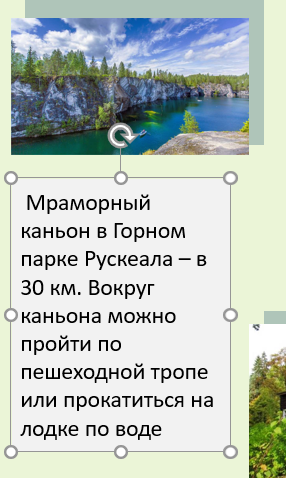 Мраморный
каньон в Горном
парке Рускеала – в
30 км. Вокруг
каньона можно
пройти по
пешеходной тропе
или прокатиться на
лодке по воде